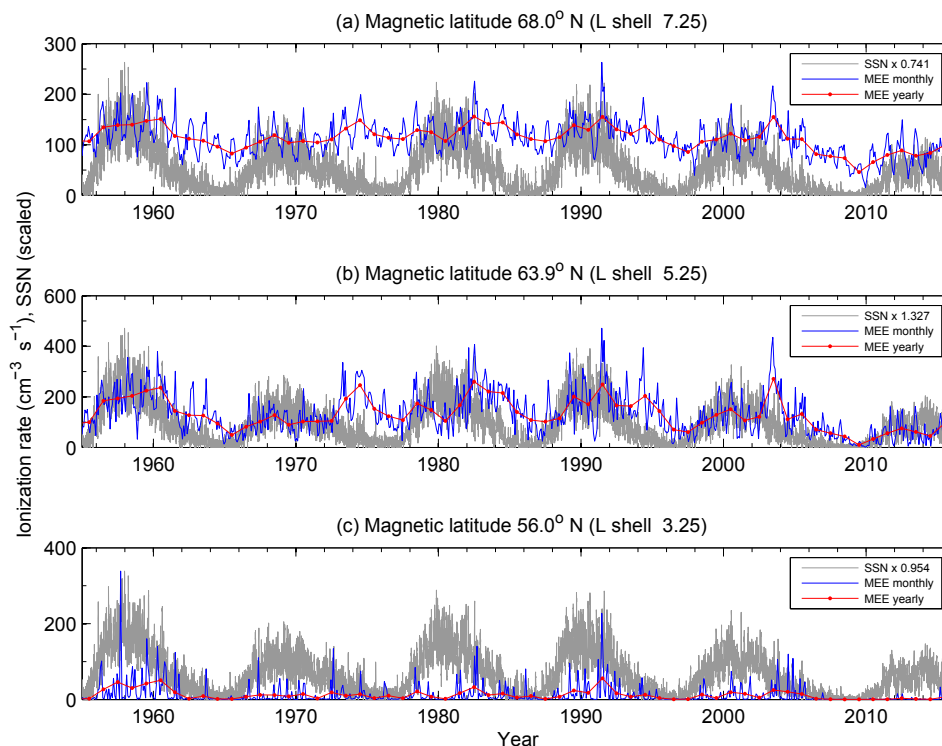 (a) Magnetic latitude 68.0° N (L shell 7.25)
300
200
100
0
SSN x 0.741
MEE monthly
MEE yearly
1960 1970 1980 1990 2000 2010
(b) Magnetic latitude 63.9° N (L shell 5.25)
600
400
200
0
SSN x 1.327
MEE monthly
MEE yearly
1960 1970 1980 1990 2000 2010
(c) Magnetic latitude 56.0° N (L shell 3.25)
400
200
0
SSN x 0.954
MEE monthly
MEE yearly
1960 1970 1980 1990 2000 2010
Year
Ionization rate (cm⁻³ s⁻¹), SSN (scaled)